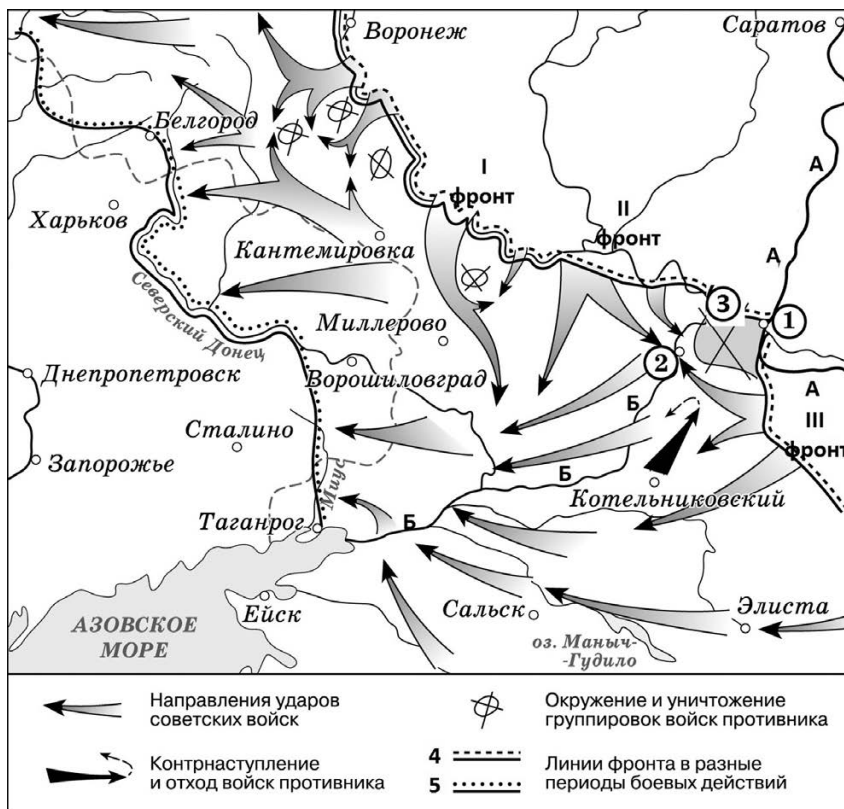 Воронеж
Саратов
Белгород
I
фронт
А
Харьков
II
фронт
Кантемировка
А
3
1
Северский Донец
Миллерово
2
Днепропетровск
Ворошиловград
А
Б
III
фронт
Сталино
Запорожье
Б
Миус
Котельниковский
Таганрог
Б
АЗОВСКОЕ
МОРЕ
Ейск
Сальск
Элиста
оз. Маныч-
-Гудило
Направления ударов
советских войск
Окружение и уничтожение
группировок войск противника
Контрнаступление
и отход войск противника
4
5
Линии фронта в разные
периоды боевых действий